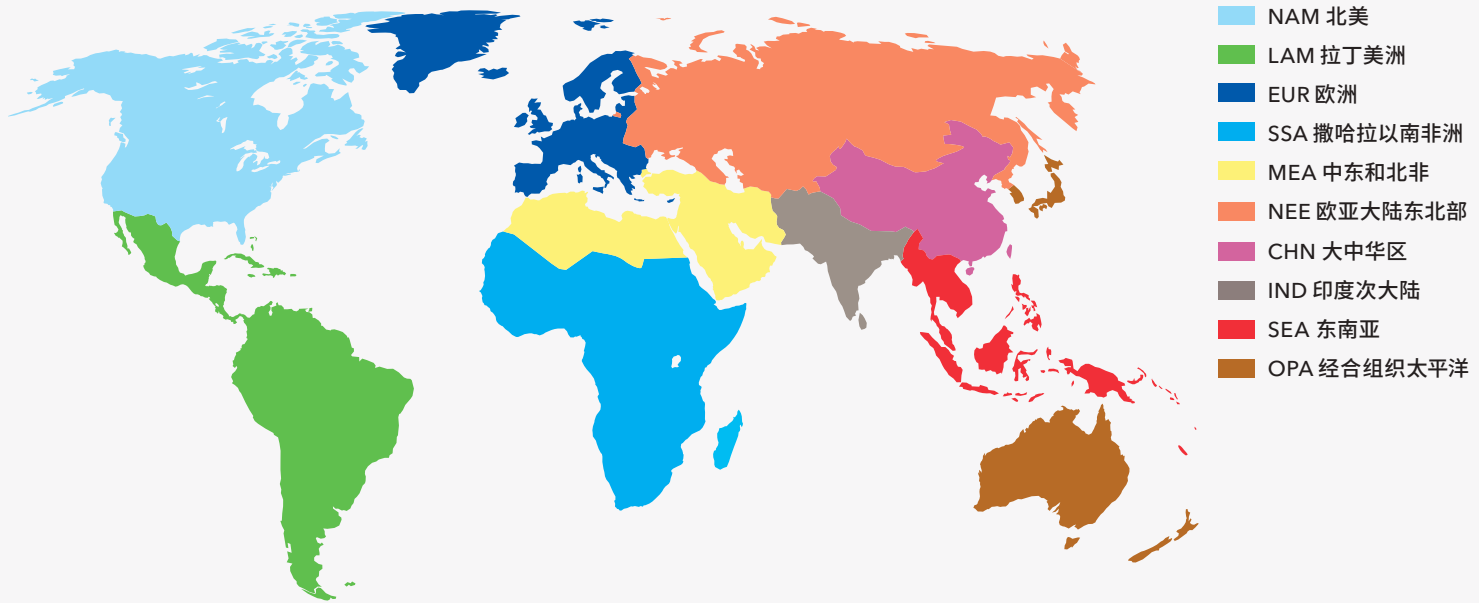 NAM 北美
LAM 拉丁美洲
EUR 欧洲
SSA 撒哈拉以南非洲
MEA 中东和北非
NEE 欧亚大陆东北部
CHN 大中华区
IND 印度次大陆
SEA 东南亚
OPA 经合组织太平洋